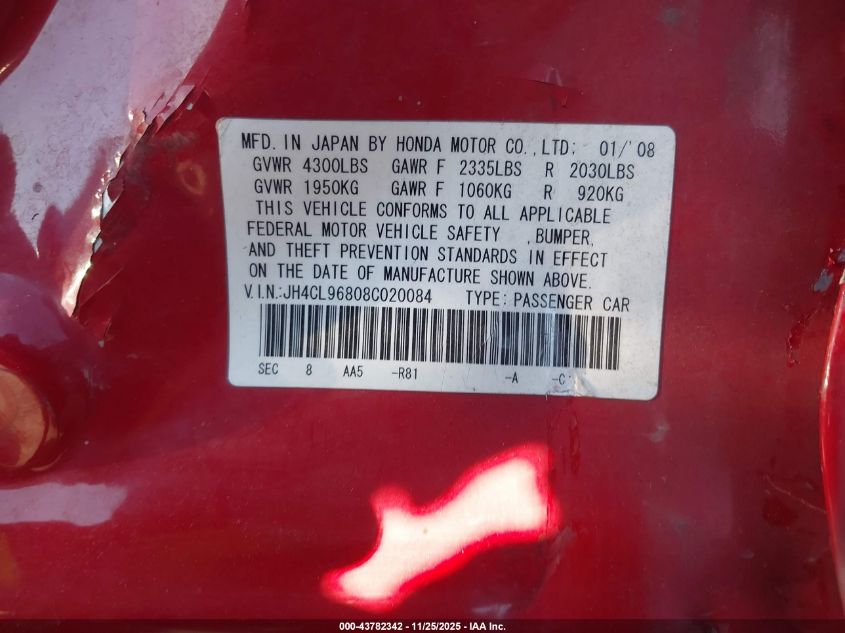 MFD. IN JAPAN BY HONDA MOTOR CO., LTD: 01/'08
GVWR 4300LBS GAWR F 2335LBS R 2030LBS
GVWR 1950KG GAWR F 1060KG R 920KG
THIS VEHICLE CONFORMS TO ALL APPLICABLE
FEDERAL MOTOR VEHICLE SAFETY , BUMPER,
AND THEFT PREVENTION STANDARDS IN EFFECT
ON THE DATE OF MANUFACTURE SHOWN ABOVE.
V.I.N.:JH4CL96808C020084 TYPE: PASSENGER CAR
SEC 8 AA5 -R81 -A -C
000-43782342 - 11/25/2025 - IAA Inc.